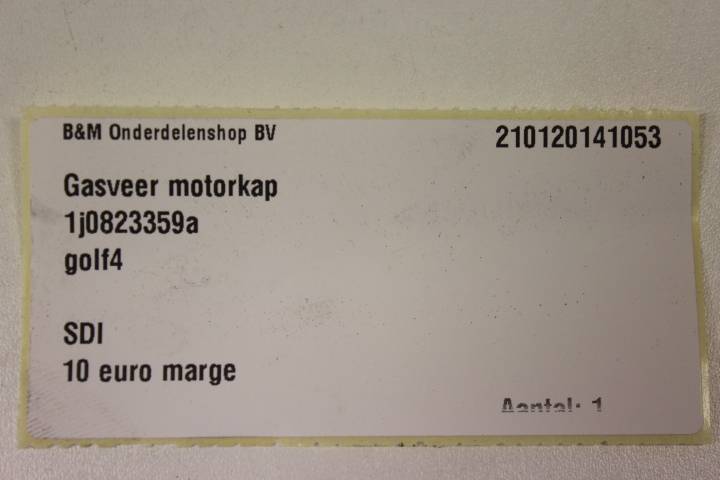 B&M Onderdelenshop BV 210120141053
Gasveer motorkap
1j0823359a
golf4
SDI
10 euro marge
Aantal: 1